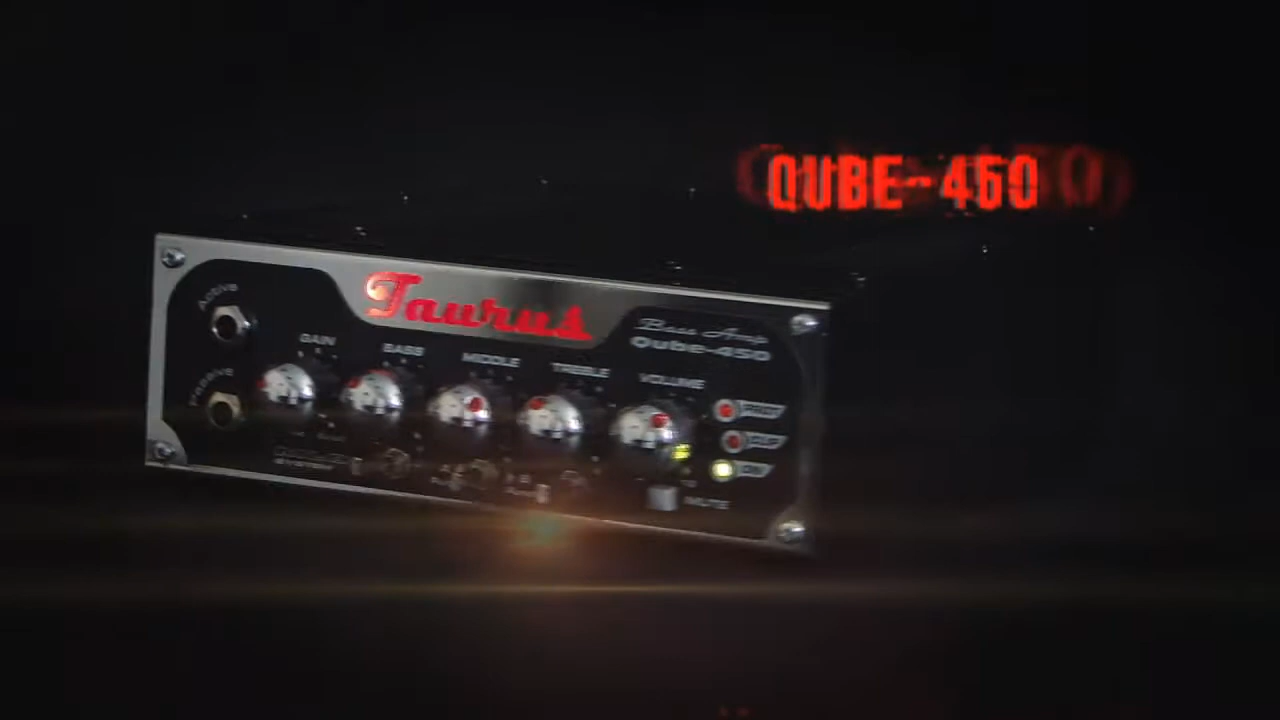 QUBE-450
Taurus
Active
Bass Amp
Qube-450
GAIN
BASS
MIDDLE
TREBLE
VOLUME
Passive
MUTE